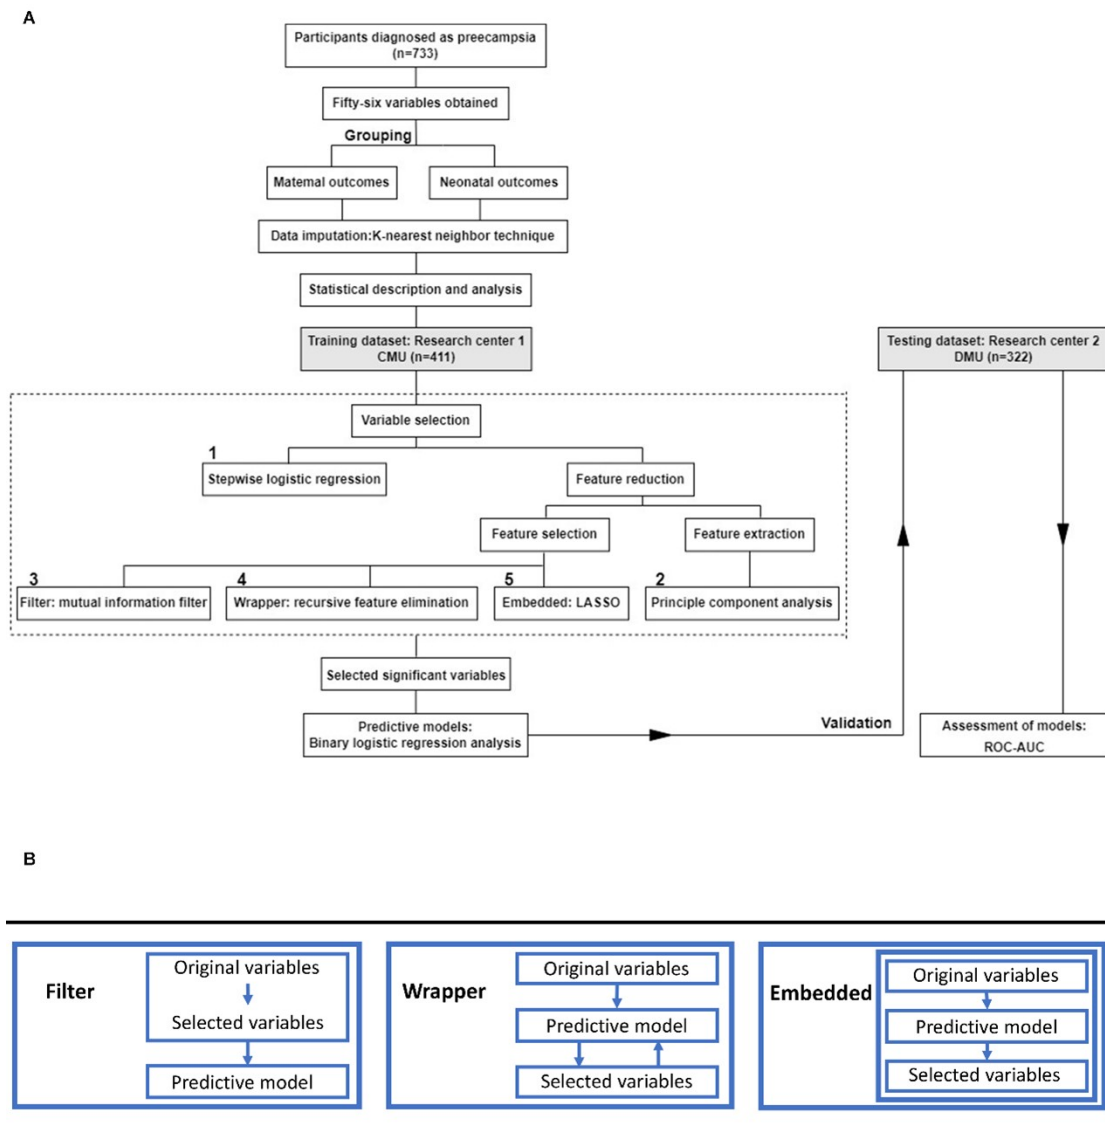 A
Participants diagnosed as preecampsia
(n=733)
Fifty-six variables obtained
Grouping
Matemal outcomes
Neonatal outcomes
Data imputation:K-nearest neighbor technique
Statistical description and analysis
Training dataset: Research center 1
CMU (n=411)
Testing dataset: Research center 2
DMU (n=322)
Variable selection
1
Stepwise logistic regression
Feature reduction
Feature selection
Feature extraction
3
Filter: mutual information filter
4
Wrapper: recursive feature elimination
5
Embedded: LASSO
2
Principle component analysis
Selected significant variables
Predictive models:
Binary logistic regression analysis
Validation
Assessment of models:
ROC-AUC
B
Filter
Original variables
Selected variables
Predictive model
Wrapper
Original variables
Predictive model
Selected variables
Embedded
Original variables
Predictive model
Selected variables